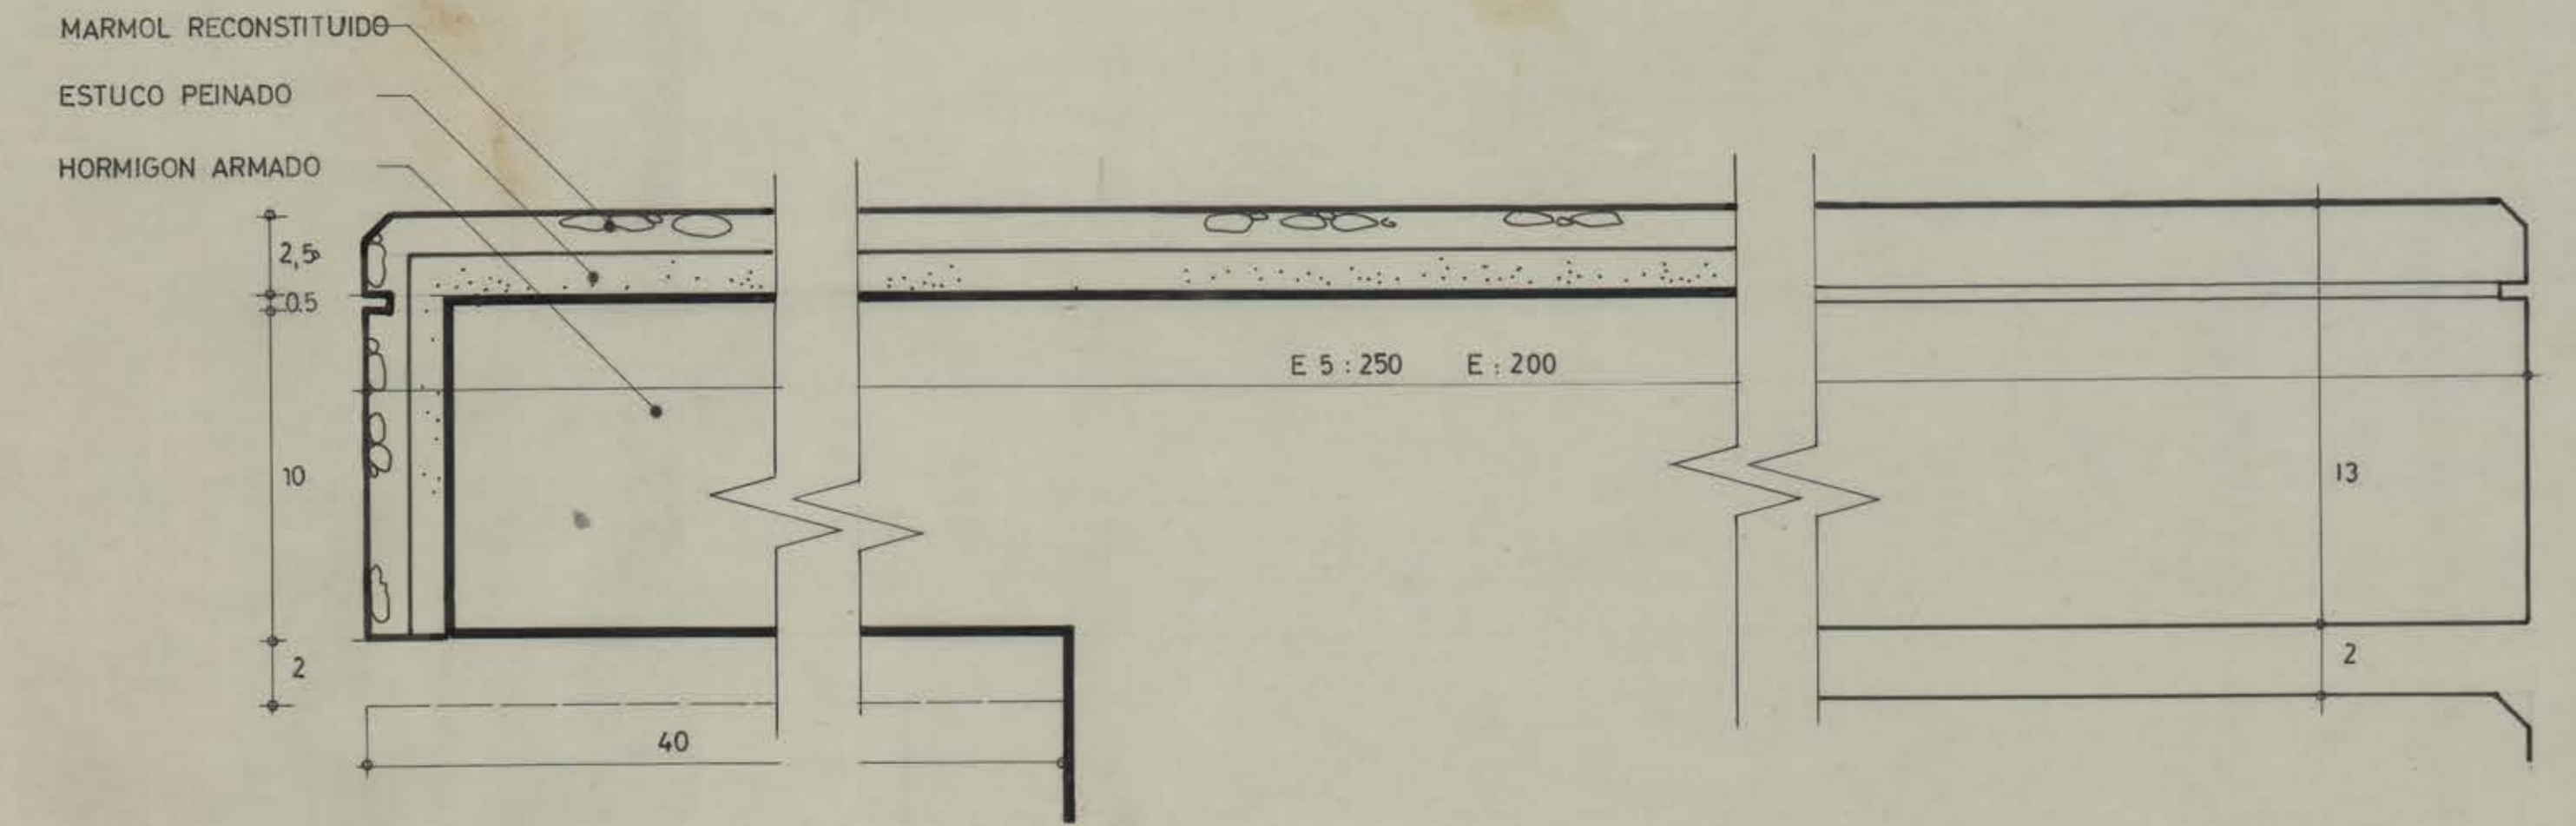 MARMOL RECONSTITUIDO
ESTUCO PEINADO
HORMIGON ARMADO
2,5
0.5
E 5 : 250 E : 200
10
13
2
2
40